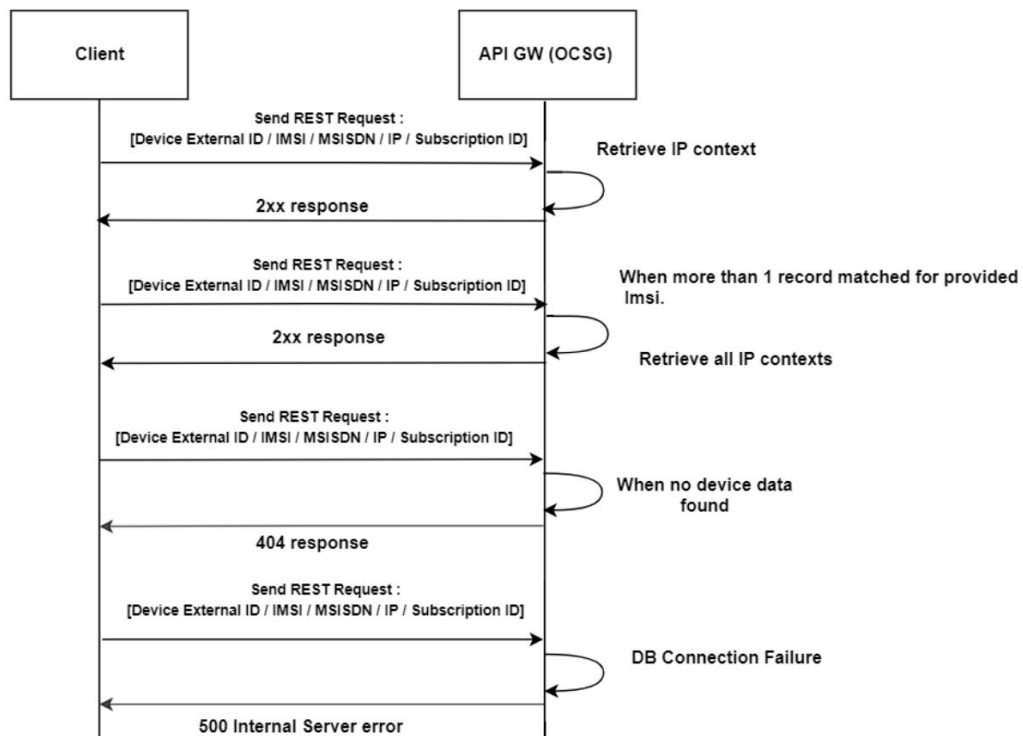 Client
API GW (OCSG)
Send REST Request :
[Device External ID / IMSI / MSISDN / IP / Subscription ID]
Retrieve IP context
2xx response
Send REST Request :
[Device External ID / IMSI / MSISDN / IP / Subscription ID]
When more than 1 record matched for provided
Imsi.
2xx response
Retrieve all IP contexts
Send REST Request :
[Device External ID / IMSI / MSISDN / IP / Subscription ID]
When no device data
found
404 response
Send REST Request :
[Device External ID / IMSI / MSISDN / IP / Subscription ID]
DB Connection Failure
500 Internal Server error